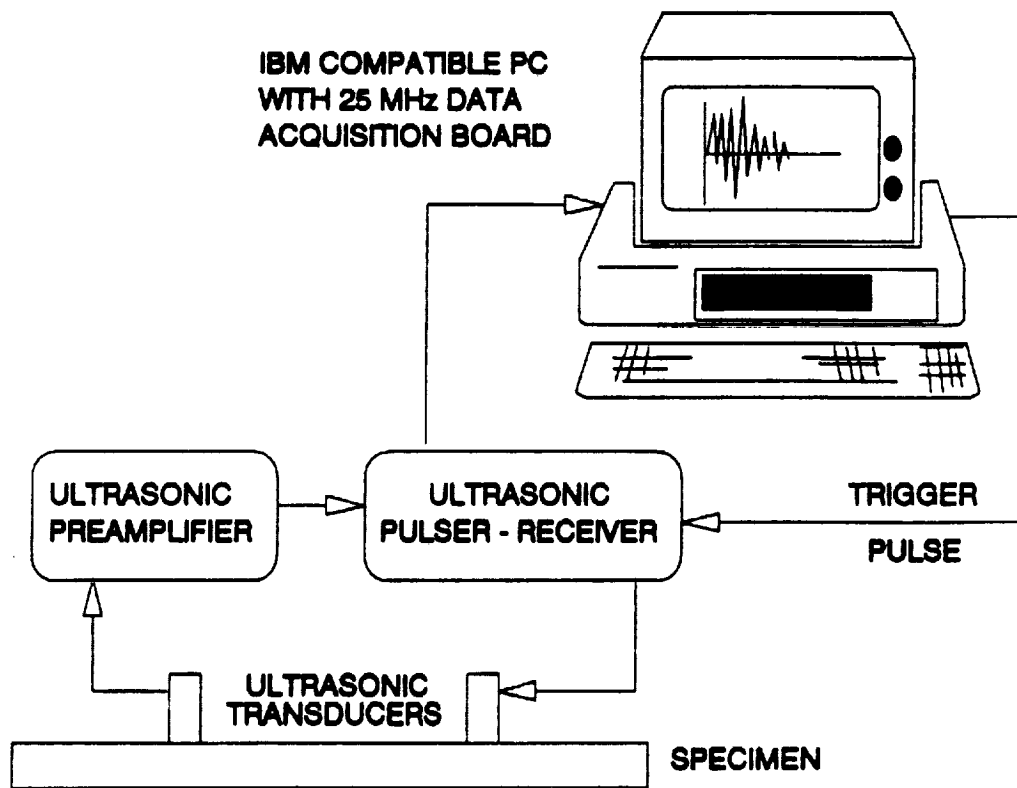 IBM COMPATIBLE PC
WITH 25 MHz DATA
ACQUISITION BOARD
ULTRASONIC
PREAMPLIFIER
ULTRASONIC
PULSER - RECEIVER
TRIGGER
PULSE
ULTRASONIC
TRANSDUCERS
SPECIMEN